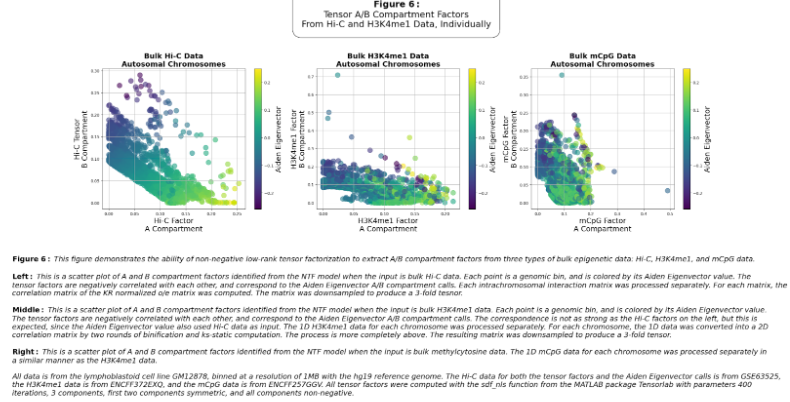 Figure 6:
Tensor A/B Compartment Factors
From Hi-C and H3K4me1 Data, Individually
Bulk Hi-C Data
Autosomal Chromosomes
Hi-C Tensor
B Compartment
Hi-C Factor
A Compartment
Aiden Eigenvector
Bulk H3K4me1 Data
Autosomal Chromosomes
H3K4me1 Factor
B Compartment
H3K4me1 Factor
A Compartment
Aiden Eigenvector
Bulk mCpG Data
Autosomal Chromosomes
mCpG Factor
B Compartment
mCpG Factor
A Compartment
Aiden Eigenvector
Figure 6: This figure demonstrates the ability of non-negative low-rank tensor factorization to extract A/B compartment factors from three types of bulk epigenetic data: Hi-C, H3K4me1, and mCpG data.
Left: This is a scatter plot of A and B compartment factors identified from the NTF model when the input is bulk Hi-C data. Each point is a genomic bin, and is colored by its Aiden Eigenvector value. The
tensor factors are negatively correlated with each other, and correspond to the Aiden Eigenvector A/B compartment calls. Each intrachromosomal interaction matrix was processed separately. For each matrix, the
correlation matrix of the KR normalized o/e matrix was computed. The matrix was downsampled to produce a 3-fold tesnor.
Middle: This is a scatter plot of A and B compartment factors identified from the NTF model when the input is bulk H3K4me1 data. Each point is a genomic bin, and is colored by its Aiden Eigenvector value.
The tensor factors are negatively correlated with each other, and correspond to the Aiden Eigenvector A/B compartment calls. The correspondence is not as strong as the Hi-C factors on the left, but this is
expected, since the Aiden Eigenvector value also used Hi-C data as input. The 1D H3K4me1 data for each chromosome was processed separately. For each chromosome, the 1D data was converted into a 2D
correlation matrix by two rounds of binification and ks-static computation. The process is more completely above. The resulting matrix was downsampled to produce a 3-fold tensor.
Right: This is a scatter plot of A and B compartment factors identified from the NTF model when the input is bulk methylcytosine data. The 1D mCpG data for each chromosome was processed separately in
a similar manner as the H3K4me1 data.
All data is from the lymphoblastoid cell line GM12878, binned at a resolution of 1MB with the hg19 reference genome. The Hi-C data for both the tensor factors and the Aiden Eigenvector calls is from GSE63525,
the H3K4me1 data is from ENCFF372EXQ, and the mCpG data is from ENCFF257GGV. All tensor factors were computed with the sdf_nls function from the MATLAB package Tensorlab with parameters 400
iterations, 3 components, first two components symmetric, and all components non-negative.